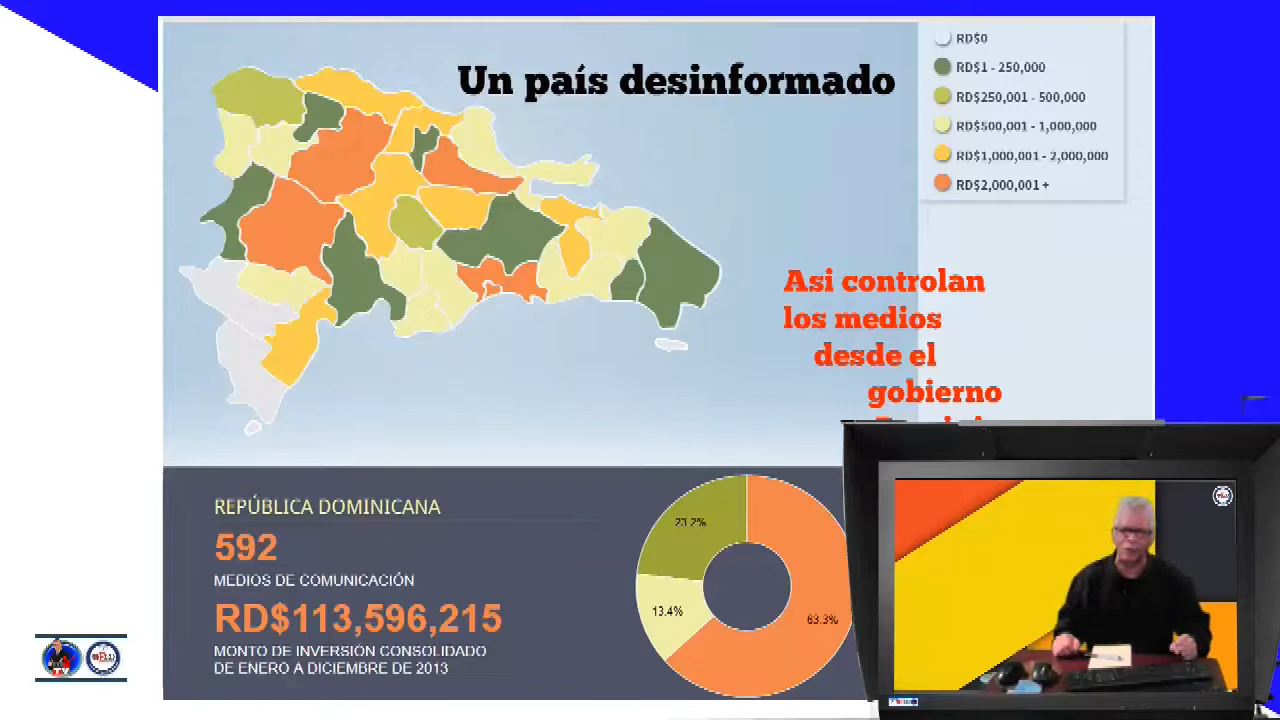 Un país desinformado
RD$0
RD$1 - 250,000
RD$250,001 - 500,000
RD$500,001 - 1,000,000
RD$1,000,001 - 2,000,000
RD$2,000,001 +
Asi controlan
los medios
desde el
gobierno
REPÚBLICA DOMINICANA
592
MEDIOS DE COMUNICACIÓN
RD$113,596,215
MONTO DE INVERSIÓN CONSOLIDADO
DE ENERO A DICIEMBRE DE 2013
23.2%
13.4%
63.3%